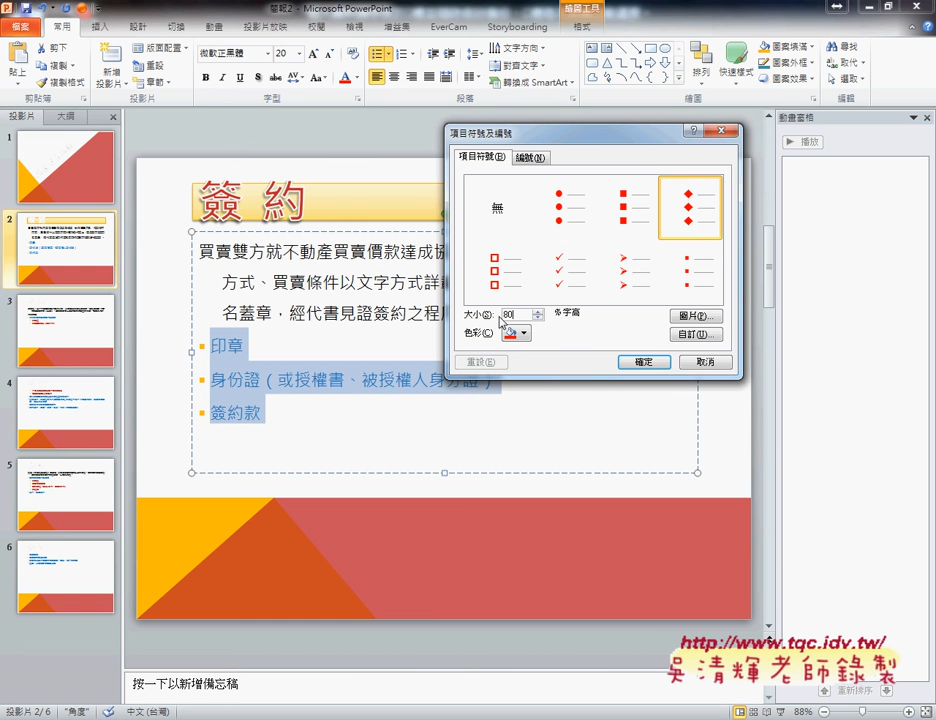 簡報2 - Microsoft PowerPoint
繪圖工具
檔案
常用
插入
設計
切換
動畫
投影片放映
校閱
檢視
增益集
EverCam
Storyboarding
格式
貼上
剪下
複製
複製格式
剪貼簿
新增
投影片
版面配置
重設
章節
投影片
微軟正黑體
20
B I U S abc AV Aa A
字型
文字方向
對齊文字
轉換成 SmartArt
段落
排列
快速樣式
圖案填滿
圖案外框
圖案效果
繪圖
尋找
取代
選取
編輯
投影片
大綱
1
2
3
4
5
6
簽 約
買賣雙方就不動產買賣價款達成協
方式、買賣條件以文字方式詳
名蓋章，經代書見證簽約之程
印章
身份證（或授權書、被授權人身分證）
簽約款
項目符號及編號
項目符號(B)
編號(N)
無
大小(S):
80
% 字高
色彩(C)
圖片(P)...
自訂(U)...
重設(E)
確定
取消
動畫窗格
播放
http://www.tqc.idv.tw/
吳清輝老師錄製
重新排序
按一下以新增備忘稿
投影片 2/6
"角度"
中文 (台灣)
88%